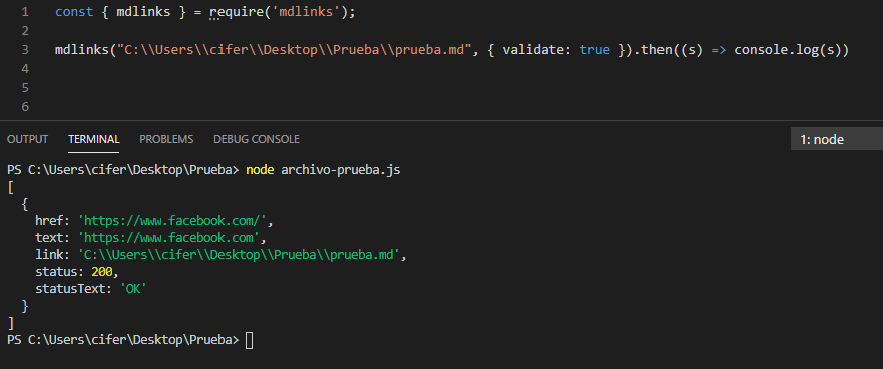 1 const { mdlinks } = require('mdlinks');
2
3 mdlinks("C:\\Users\\cifer\\Desktop\\Prueba\\prueba.md", { validate: true }).then((s) => console.log(s))
4
5
6
OUTPUT TERMINAL PROBLEMS DEBUG CONSOLE 1: node
PS C:\Users\cifer\Desktop\Prueba> node archivo-prueba.js
[
  {
    href: 'https://www.facebook.com/',
    text: 'https://www.facebook.com',
    link: 'C:\\Users\\cifer\\Desktop\\Prueba\\prueba.md',
    status: 200,
    statusText: 'OK'
  }
]
PS C:\Users\cifer\Desktop\Prueba>